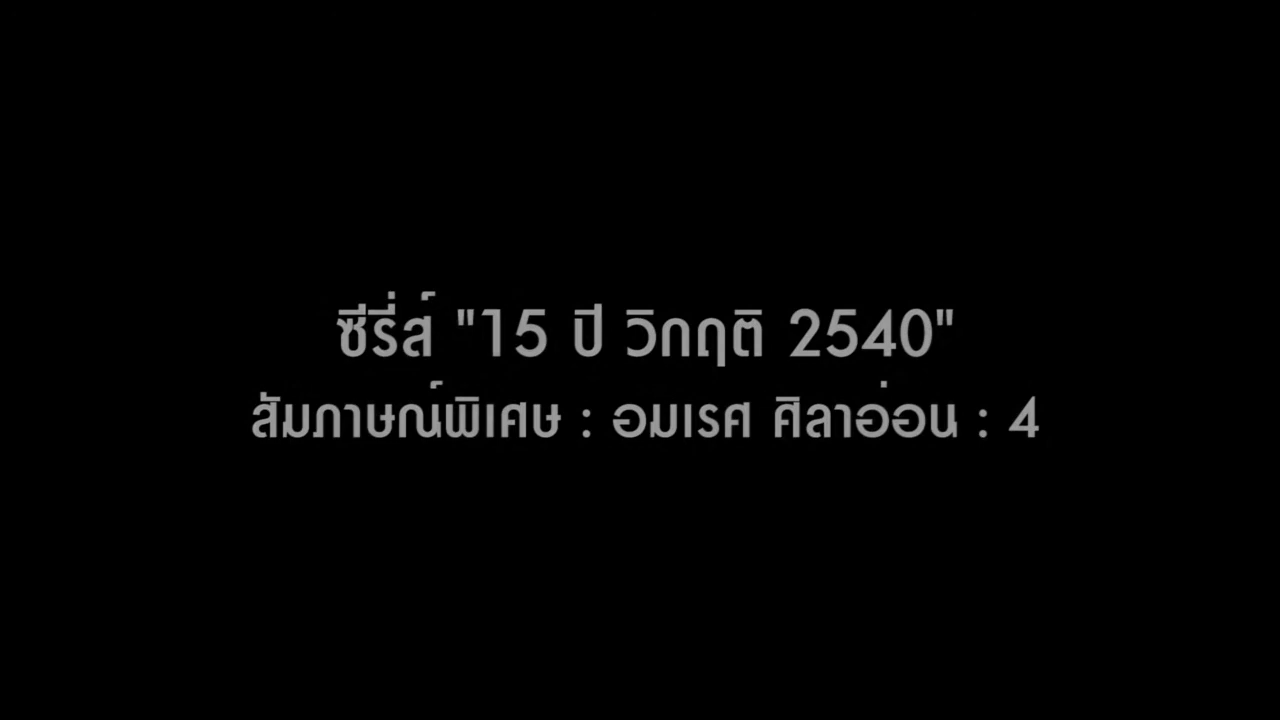 ซีรี่ส์ "15 ปี วิกฤติ 2540"
สัมภาษณ์พิเศษ : อมเรศ ศิลาอ่อน : 4